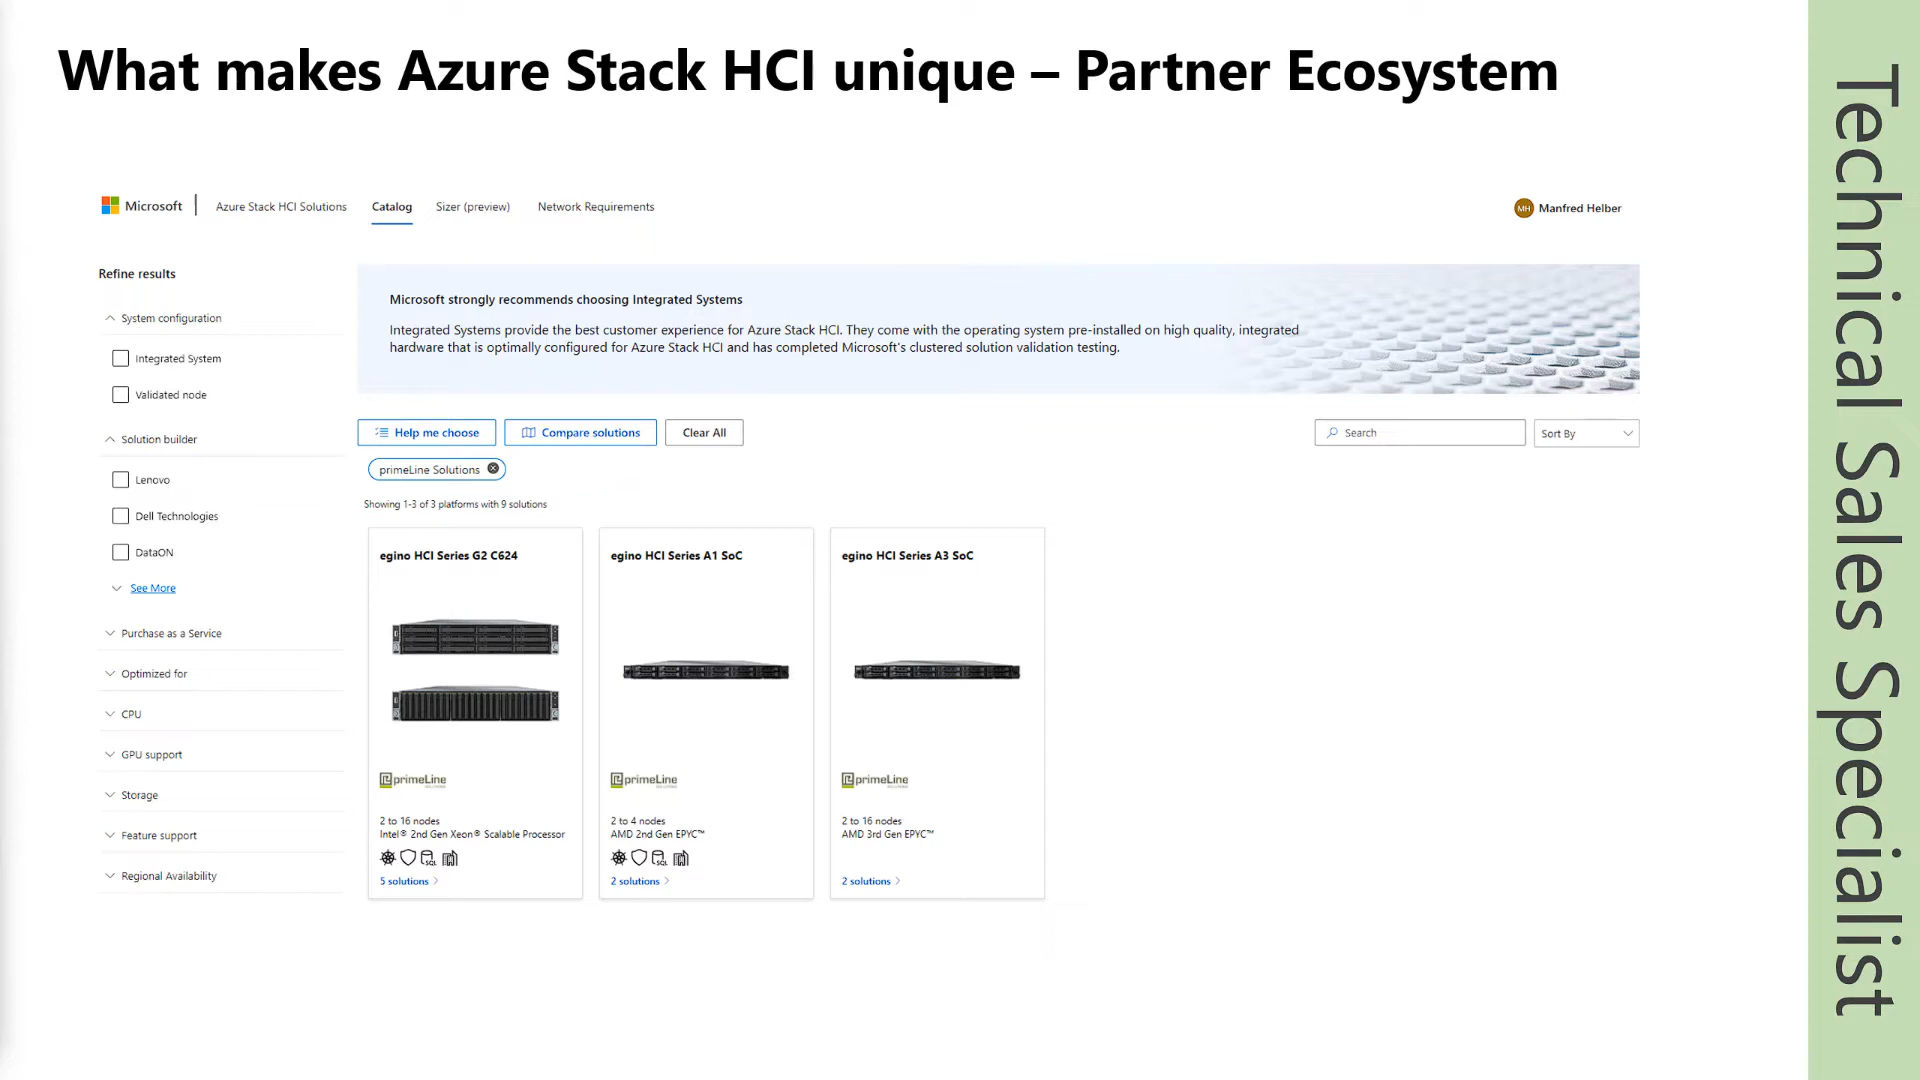 What makes Azure Stack HCI unique – Partner Ecosystem
Microsoft
Azure Stack HCI Solutions
Catalog
Sizer (preview)
Network Requirements
MH
Manfred Helber
Refine results
System configuration
Integrated System
Validated node
Solution builder
Lenovo
Dell Technologies
DataON
See More
Purchase as a Service
Optimized for
CPU
GPU support
Storage
Feature support
Regional Availability
Microsoft strongly recommends choosing Integrated Systems
Integrated Systems provide the best customer experience for Azure Stack HCI. They come with the operating system pre-installed on high quality, integrated
hardware that is optimally configured for Azure Stack HCI and has completed Microsoft's clustered solution validation testing.
Help me choose
Compare solutions
Clear All
Search
Sort By
primeLine Solutions
Showing 1-3 of 3 platforms with 9 solutions
egino HCI Series G2 C624
primeLine
SOLUTIONS
2 to 16 nodes
Intel® 2nd Gen Xeon® Scalable Processor
SQL
5 solutions
egino HCI Series A1 SoC
primeLine
SOLUTIONS
2 to 4 nodes
AMD 2nd Gen EPYC™
SQL
2 solutions
egino HCI Series A3 SoC
primeLine
SOLUTIONS
2 to 16 nodes
AMD 3rd Gen EPYC™
2 solutions
Technical Sales Specialist